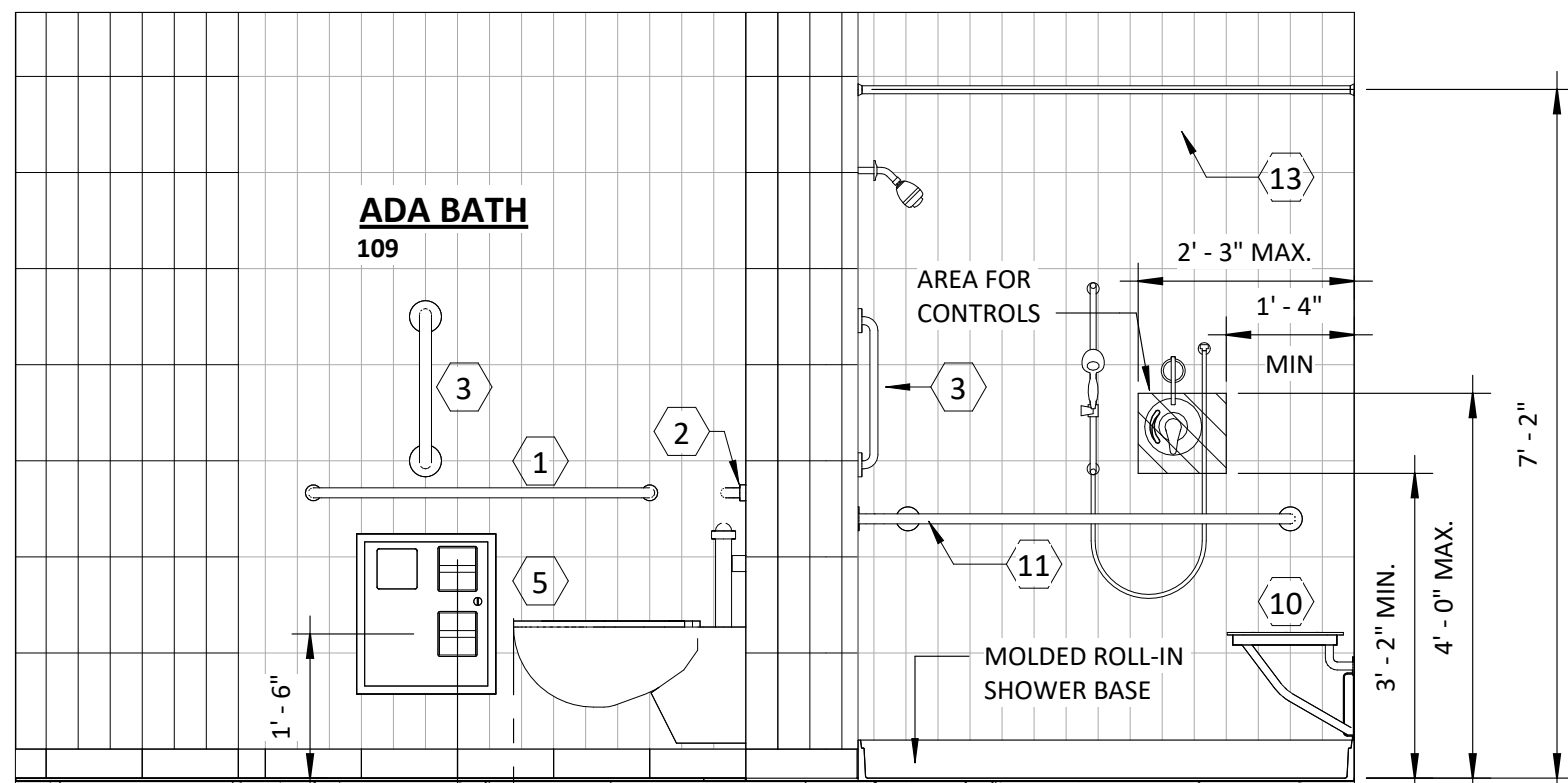 ADA BATH
109
13
2' - 3" MAX.
AREA FOR
CONTROLS
1' - 4"
MIN
3
3
2
1
7' - 2"
5
11
10
3' - 2" MIN.
4' - 0" MAX.
MOLDED ROLL-IN
SHOWER BASE
1' - 6"